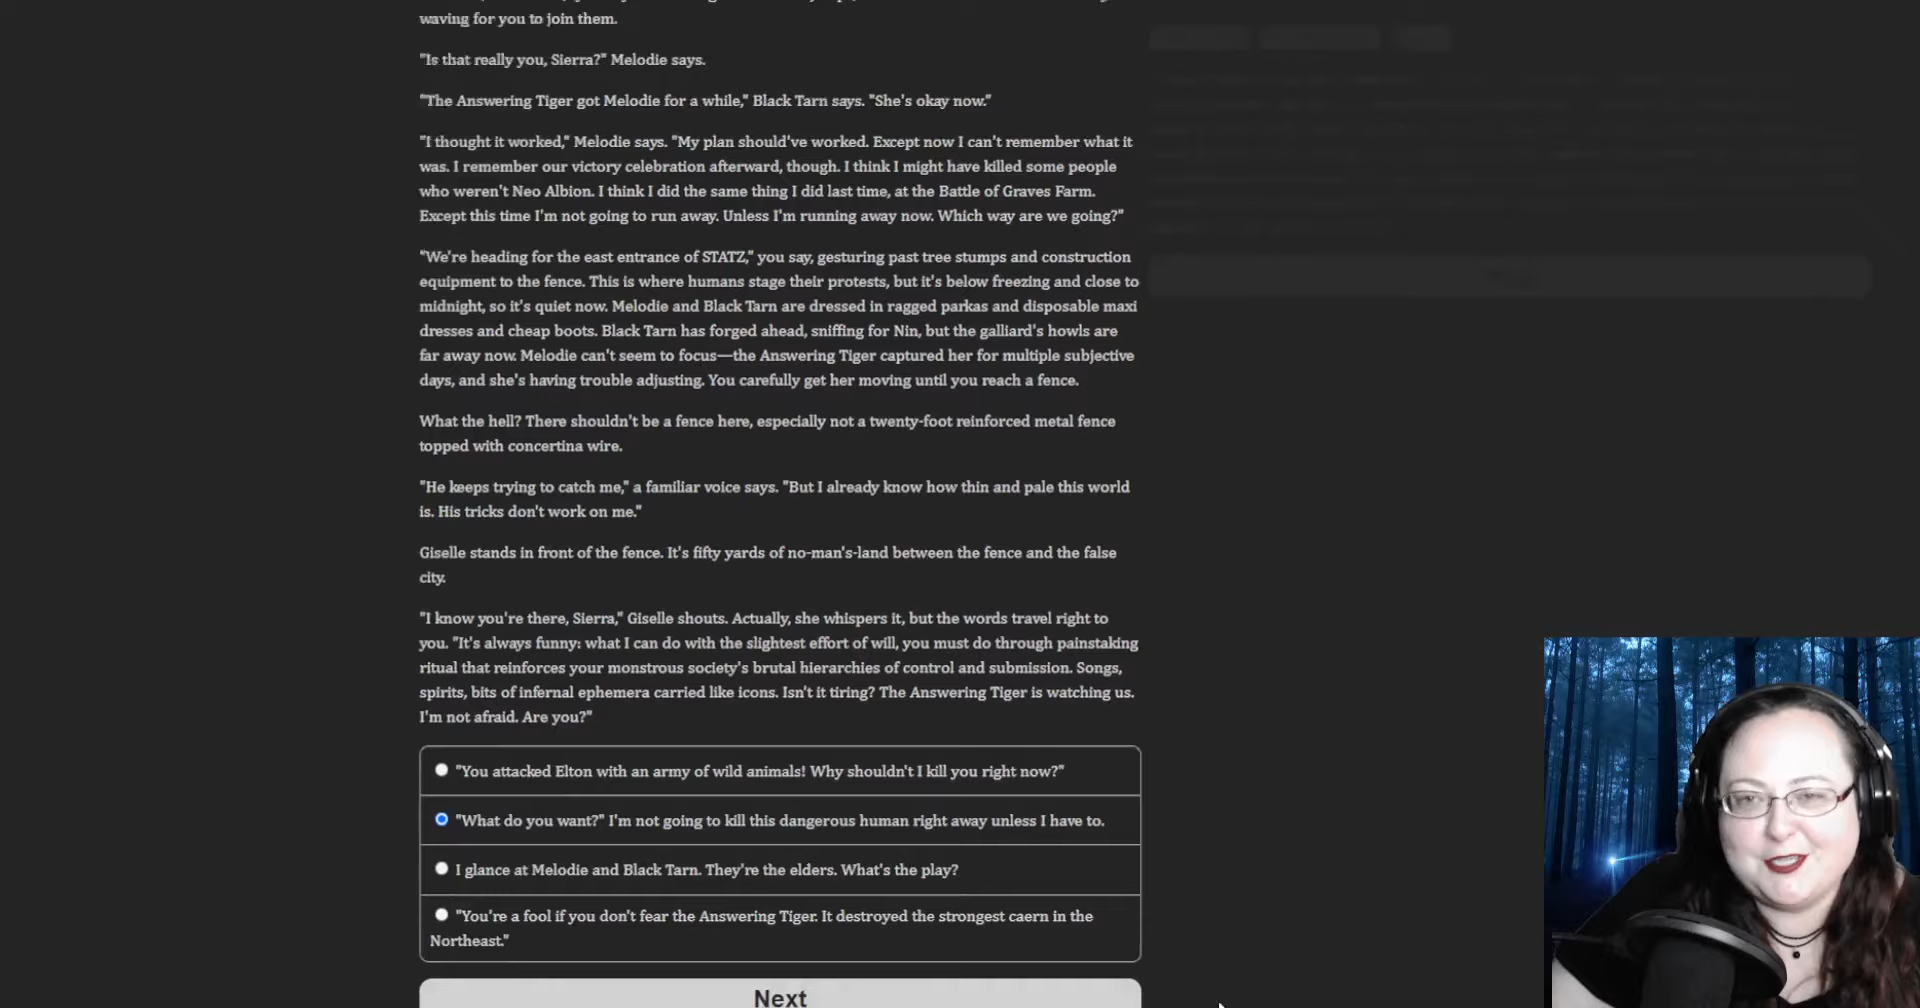 waving for you to join them.
"Is that really you, Sierra?" Melodie says.
"The Answering Tiger got Melodie for a while," Black Tarn says. "She's okay now."
"I thought it worked," Melodie says. "My plan should've worked. Except now I can't remember what it
was. I remember our victory celebration afterward, though. I think I might have killed some people
who weren't Neo Albion. I think I did the same thing I did last time, at the Battle of Graves Farm.
Except this time I'm not going to run away. Unless I'm running away now. Which way are we going?"
"We're heading for the east entrance of STATZ," you say, gesturing past tree stumps and construction
equipment to the fence. This is where humans stage their protests, but it's below freezing and close to
midnight, so it's quiet now. Melodie and Black Tarn are dressed in ragged parkas and disposable maxi
dresses and cheap boots. Black Tarn has forged ahead, sniffing for Nin, but the galliard's howls are
far away now. Melodie can't seem to focus—the Answering Tiger captured her for multiple subjective
days, and she's having trouble adjusting. You carefully get her moving until you reach a fence.
What the hell? There shouldn't be a fence here, especially not a twenty-foot reinforced metal fence
topped with concertina wire.
"He keeps trying to catch me," a familiar voice says. "But I already know how thin and pale this world
is. His tricks don't work on me."
Giselle stands in front of the fence. It's fifty yards of no-man's-land between the fence and the false
city.
"I know you're there, Sierra," Giselle shouts. Actually, she whispers it, but the words travel right to
you. "It's always funny: what I can do with the slightest effort of will, you must do through painstaking
ritual that reinforces your monstrous society's brutal hierarchies of control and submission. Songs,
spirits, bits of infernal ephemera carried like icons. Isn't it tiring? The Answering Tiger is watching us.
I'm not afraid. Are you?"
"You attacked Elton with an army of wild animals! Why shouldn't I kill you right now?"
"What do you want?" I'm not going to kill this dangerous human right away unless I have to.
I glance at Melodie and Black Tarn. They're the elders. What's the play?
"You're a fool if you don't fear the Answering Tiger. It destroyed the strongest caern in the
Northeast."
Next